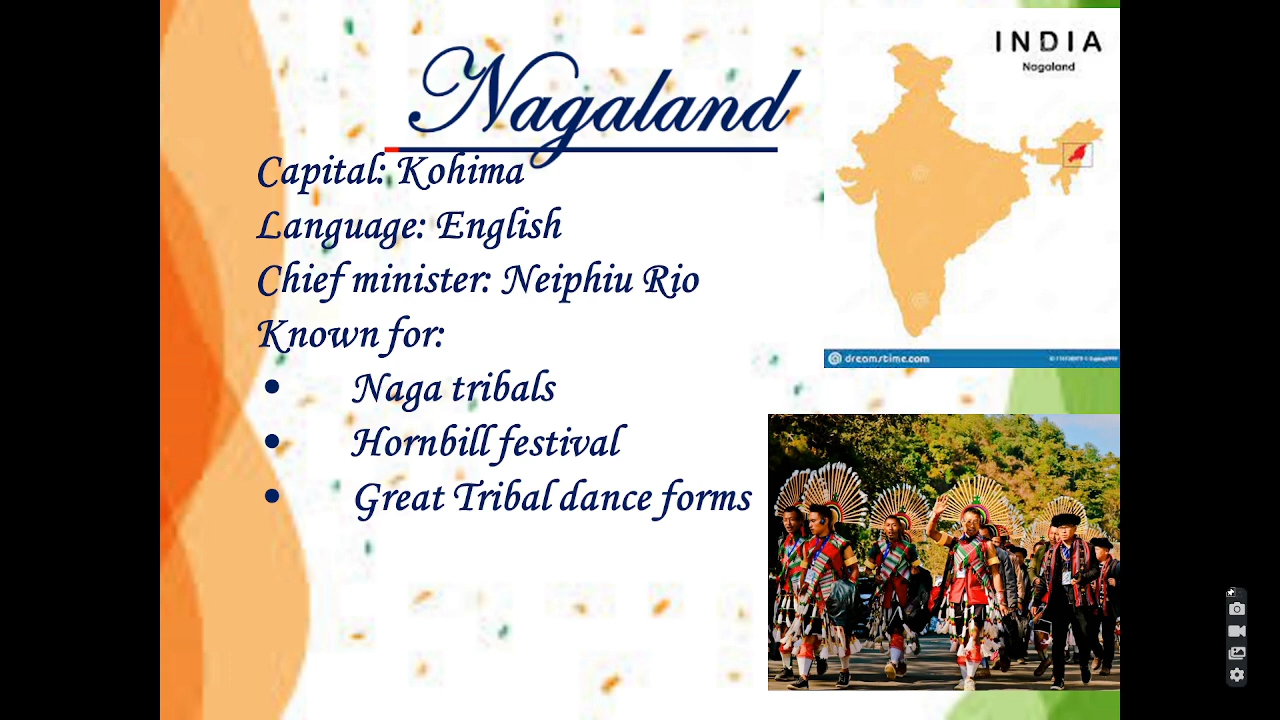 Nagaland
Capital: Kohima
Language: English
Chief minister: Neiphiu Rio
Known for:
• Naga tribals
• Hornbill festival
• Great Tribal dance forms
INDIA
Nagaland
dreamstime.com